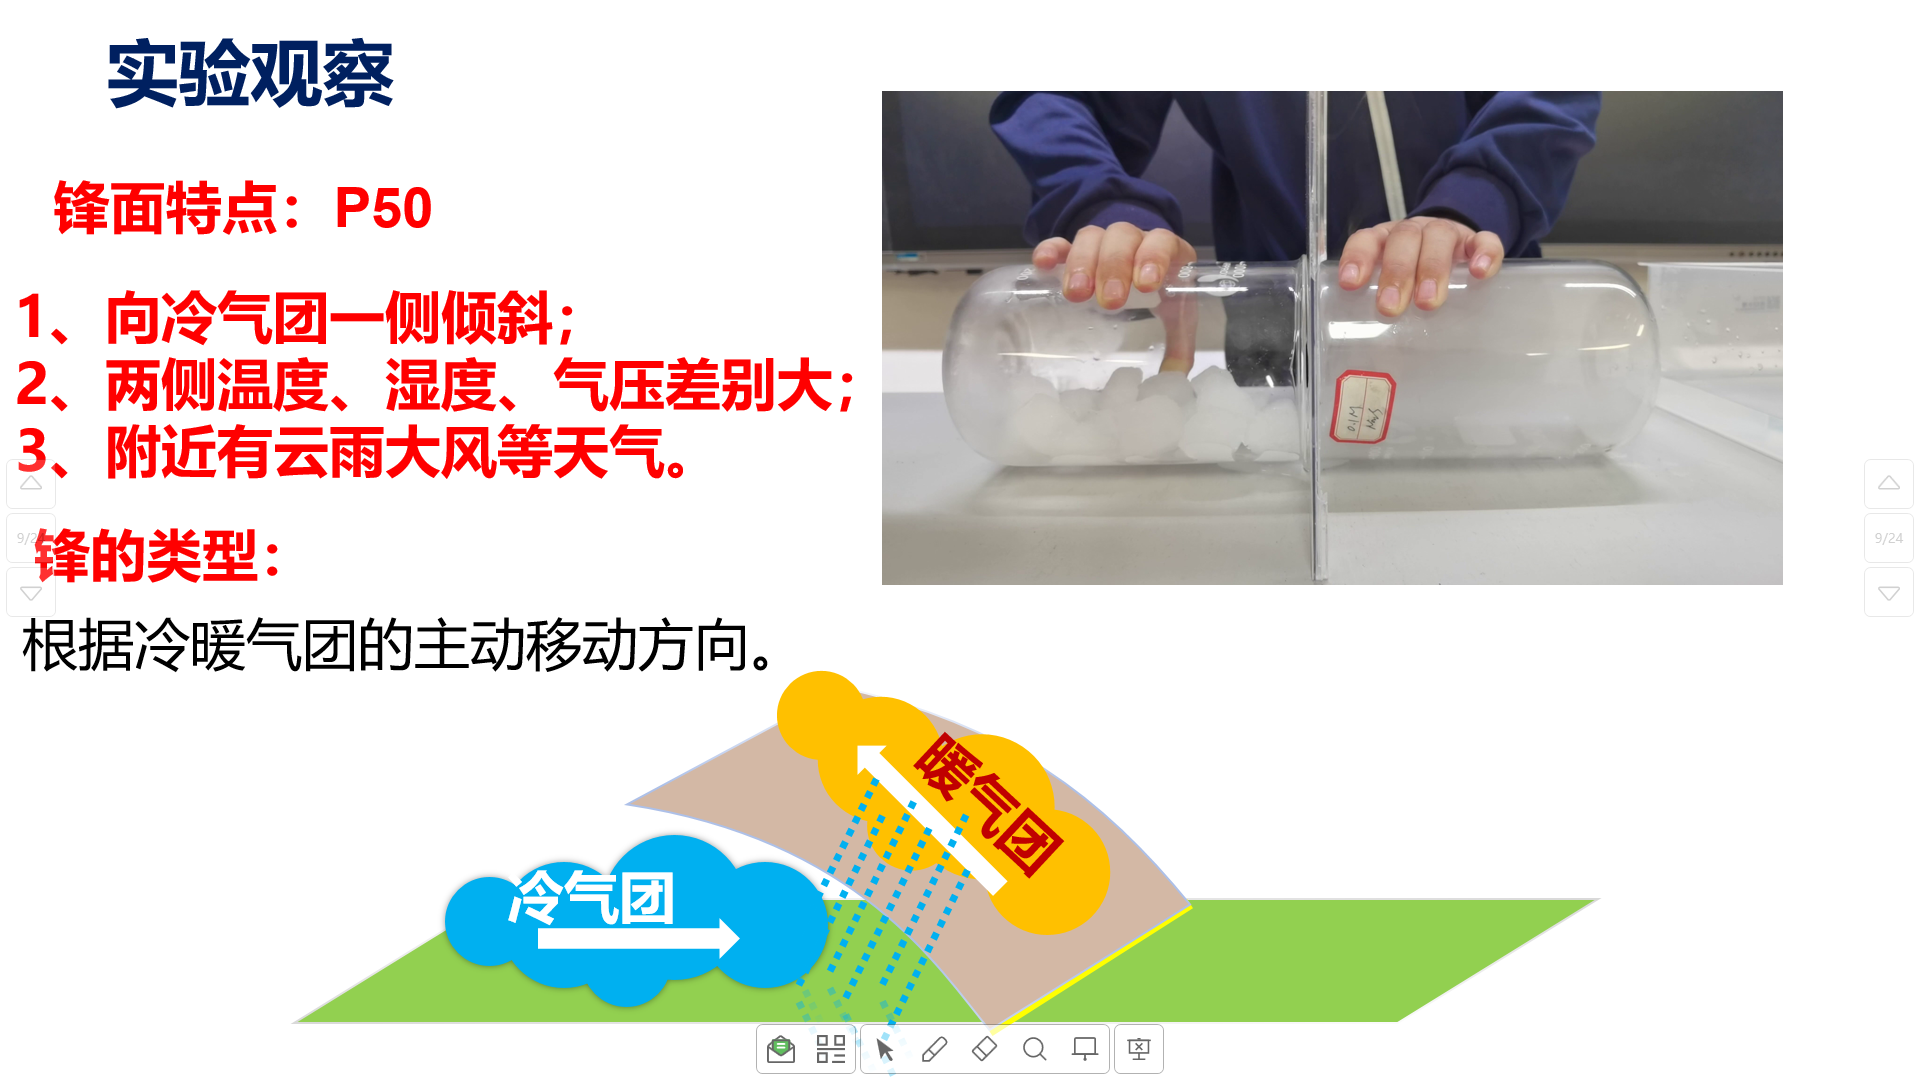 实验观察
锋面特点：P50
1、向冷气团一侧倾斜；
2、两侧温度、湿度、气压差别大；
3、附近有云雨大风等天气。
锋的类型：
根据冷暖气团的主动移动方向。
暖气团
冷气团
9/24